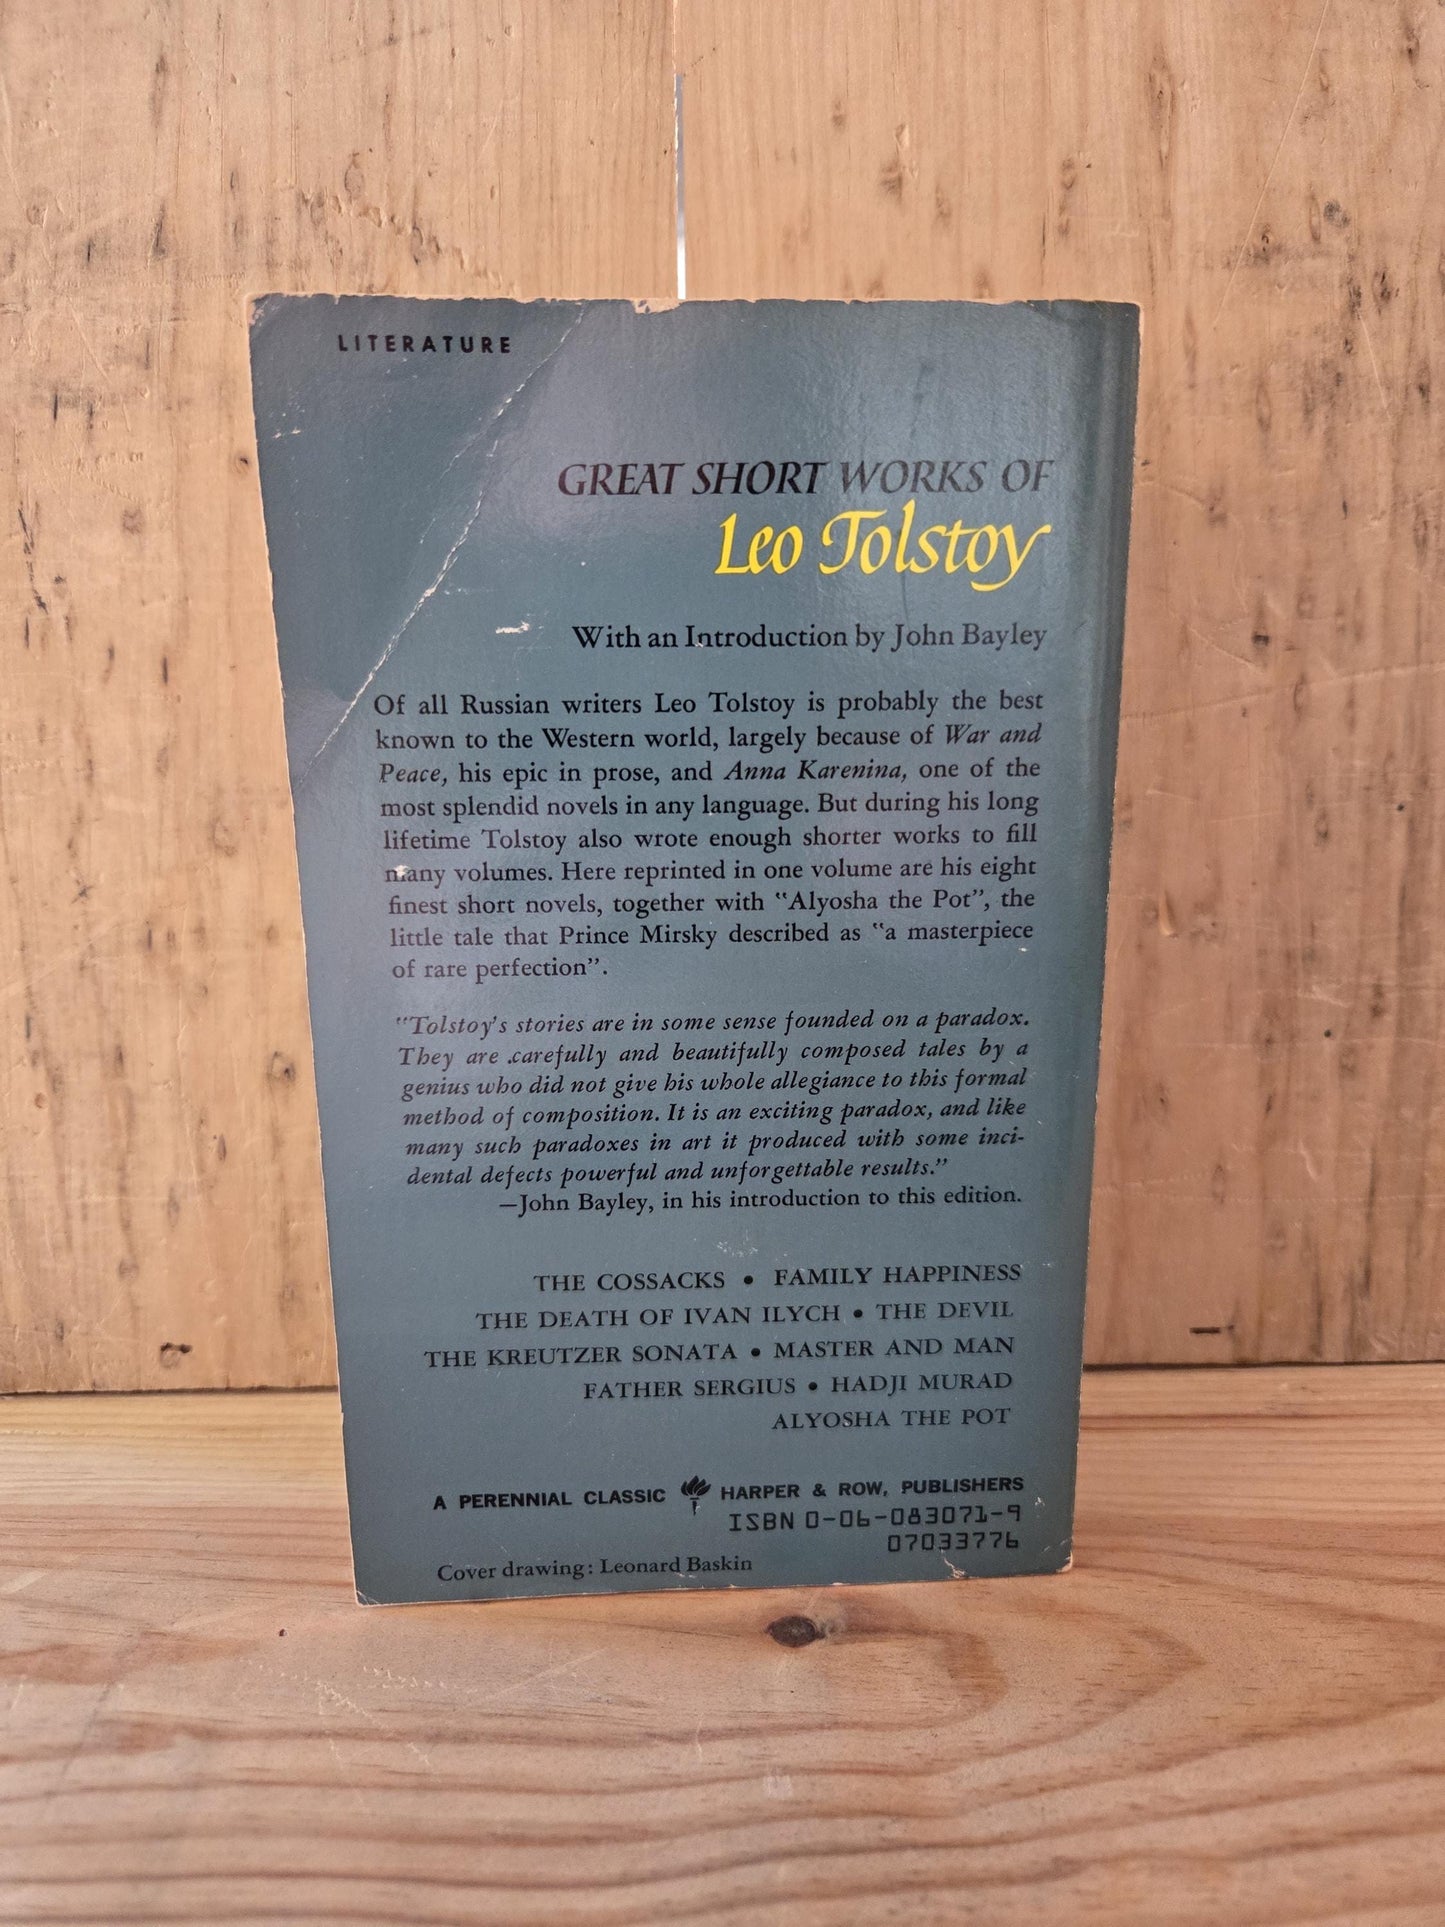 LITERATURE
GREAT SHORT WORKS OF
Leo Tolstoy
With an Introduction by John Bayley
Of all Russian writers Leo Tolstoy is probably the best
known to the Western world, largely because of War and
Peace, his epic in prose, and Anna Karenina, one of the
most splendid novels in any language. But during his long
lifetime Tolstoy also wrote enough shorter works to fill
many volumes. Here reprinted in one volume are his eight
finest short novels, together with "Alyosha the Pot", the
little tale that Prince Mirsky described as "a masterpiece
of rare perfection".
"Tolstoy's stories are in some sense founded on a paradox.
They are carefully and beautifully composed tales by a
genius who did not give his whole allegiance to this formal
method of composition. It is an exciting paradox, and like
many such paradoxes in art it produced with some inci-
dental defects powerful and unforgettable results."
—John Bayley, in his introduction to this edition.
THE COSSACKS • FAMILY HAPPINESS
THE DEATH OF IVAN ILYCH • THE DEVIL
THE KREUTZER SONATA • MASTER AND MAN
FATHER SERGIUS • HADJI MURAD
ALYOSHA THE POT
A PERENNIAL CLASSIC HARPER & ROW, PUBLISHERS
ISBN 0-06-083071-9
07033776
Cover drawing: Leonard Baskin